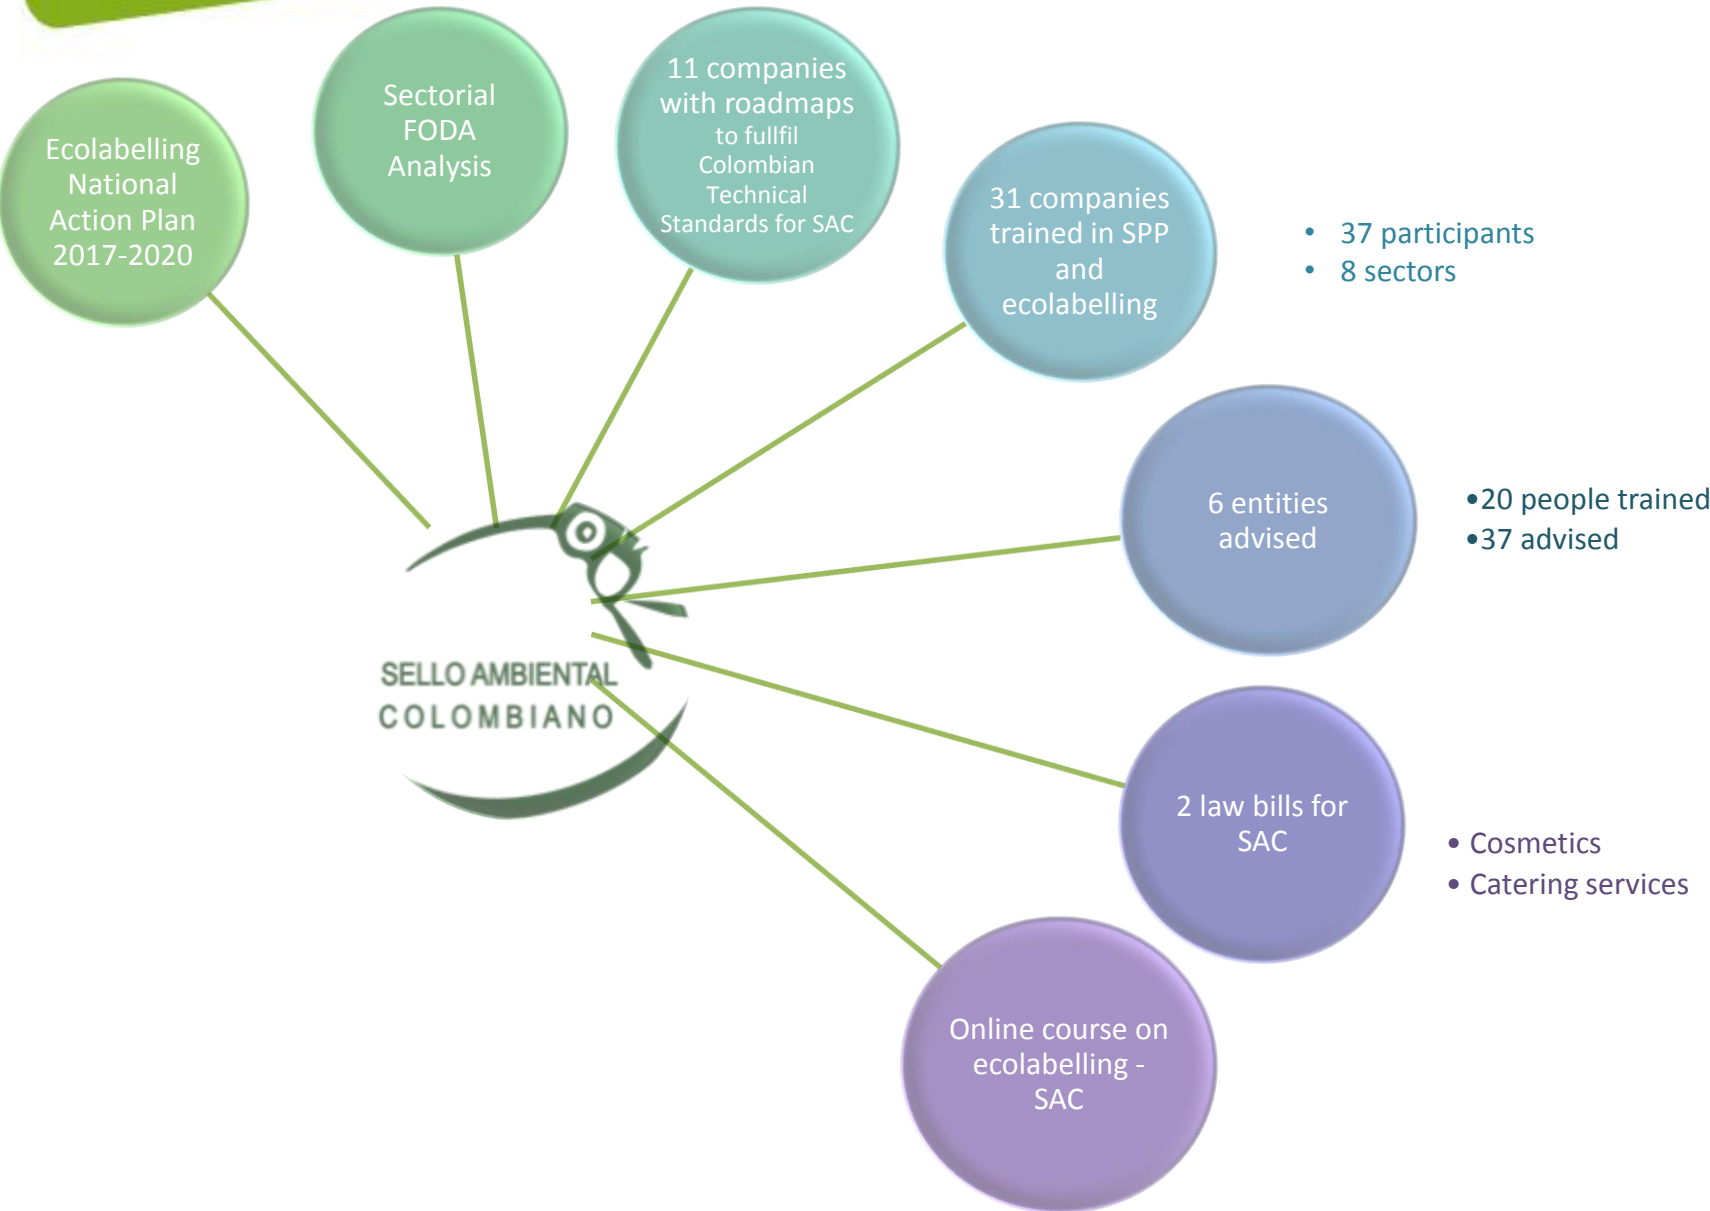 Ecolabelling
National
Action Plan
2017-2020
Sectorial
FODA
Analysis
11 companies
with roadmaps
to fullfil
Colombian
Technical
Standards for SAC
31 companies
trained in SPP
and
ecolabelling
• 37 participants
• 8 sectors
6 entities
advised
•20 people trained
•37 advised
2 law bills for
SAC
• Cosmetics
• Catering services
Online course on
ecolabelling -
SAC
SELLO AMBIENTAL
COLOMBIANO